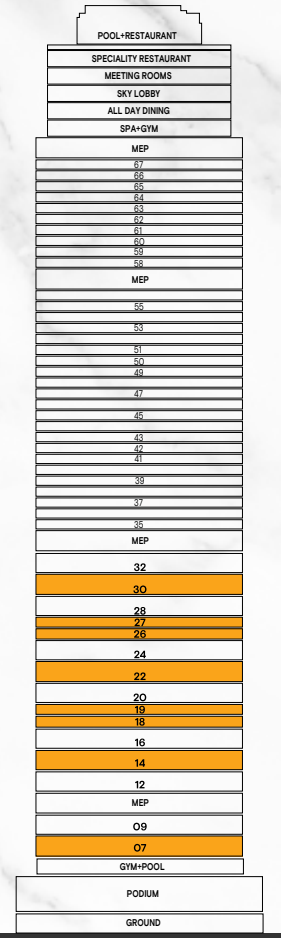 POOL+RESTAURANT
SPECIALITY RESTAURANT
MEETING ROOMS
SKY LOBBY
ALL DAY DINING
SPA+GYM
MEP
67
66
65
64
63
62
61
60
59
58
MEP
55
53
51
50
49
47
45
43
42
41
39
37
35
MEP
32
30
28
27
26
24
22
20
19
18
16
14
12
MEP
09
07
GYM+POOL
PODIUM
GROUND